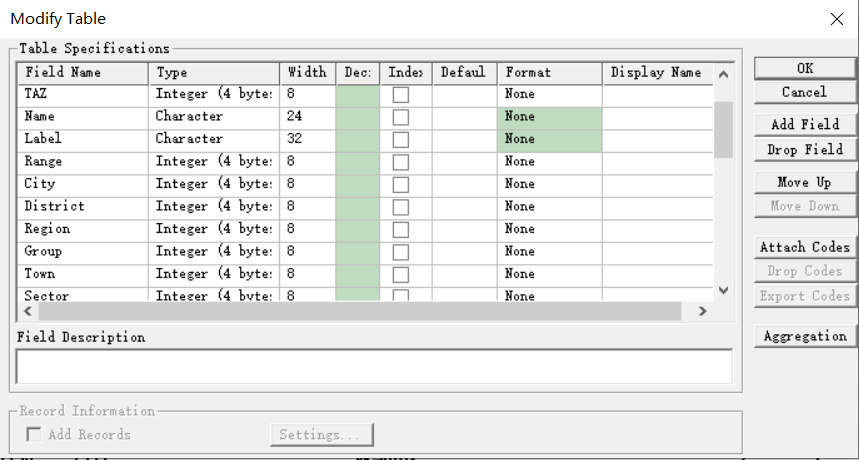 Modify Table
Table Specifications
Field Name Type Width Dec: Index Defaul Format Display Name
TAZ Integer (4 byte: 8 None
Name Character 24 None
Label Character 32 None
Range Integer (4 byte: 8 None
City Integer (4 byte: 8 None
District Integer (4 byte: 8 None
Region Integer (4 byte: 8 None
Group Integer (4 byte: 8 None
Town Integer (4 byte: 8 None
Sector Integer (4 byte: 8 None
Field Description
Record Information
Add Records Settings...
OK
Cancel
Add Field
Drop Field
Move Up
Move Down
Attach Codes
Drop Codes
Export Codes
Aggregation